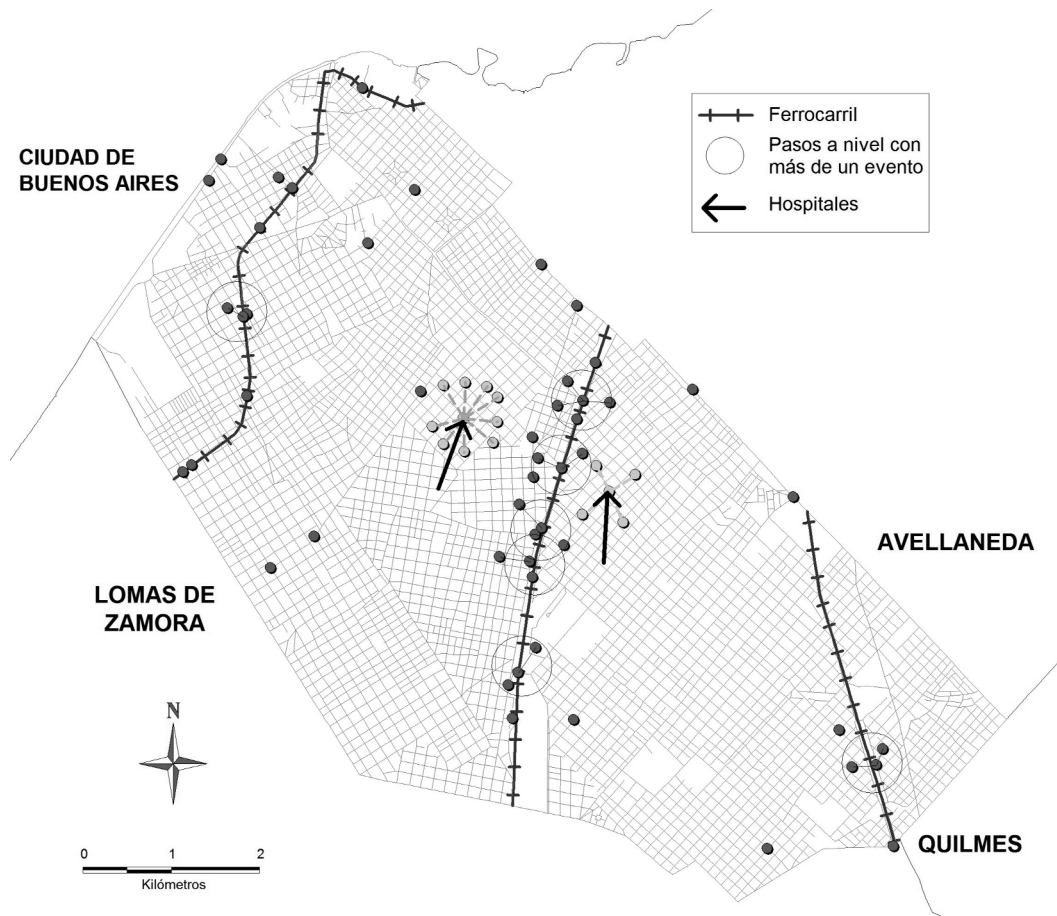 Ferrocarril
Pasos a nivel con
más de un evento
Hospitales
CIUDAD DE
BUENOS AIRES
AVELLANEDA
LOMAS DE
ZAMORA
N
QUILMES
0 1 2
Kilómetros